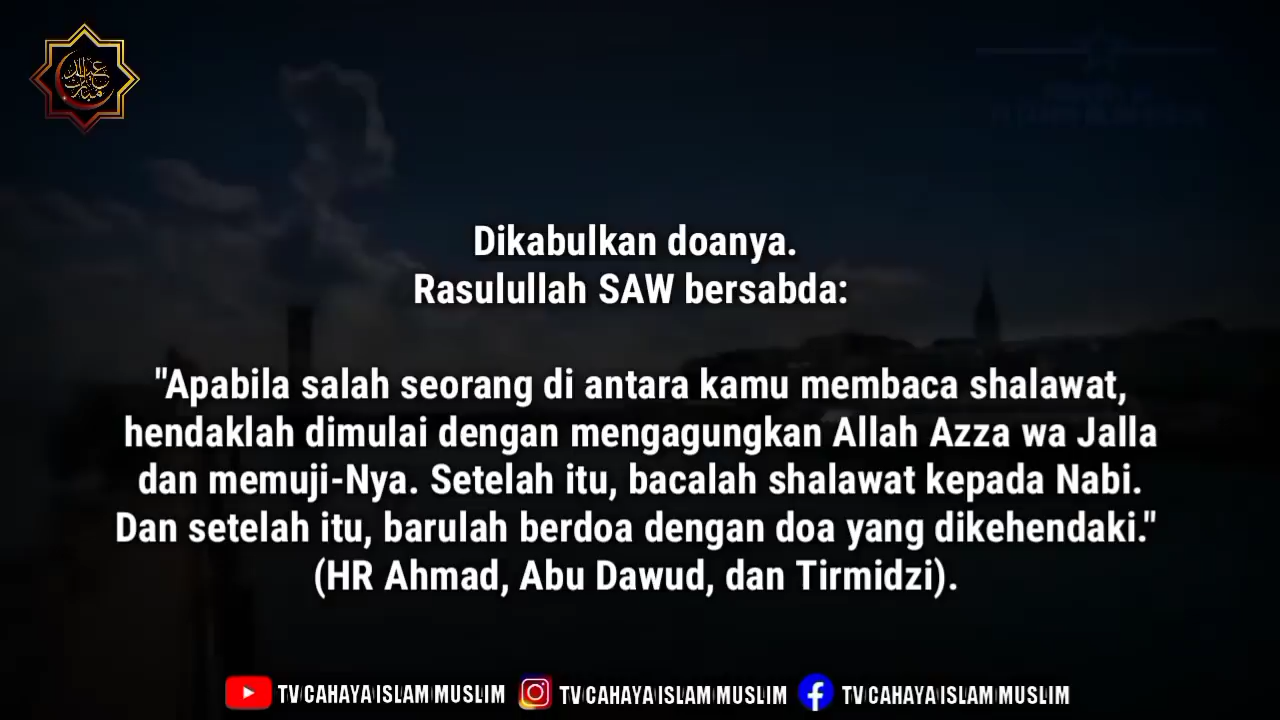 Dikabulkan doanya.
Rasulullah SAW bersabda:
"Apabila salah seorang di antara kamu membaca shalawat,
hendaklah dimulai dengan mengagungkan Allah Azza wa Jalla
dan memuji-Nya. Setelah itu, bacalah shalawat kepada Nabi.
Dan setelah itu, barulah berdoa dengan doa yang dikehendaki."
(HR Ahmad, Abu Dawud, dan Tirmidzi).
TV CAHAYA ISLAM MUSLIM TV CAHAYA ISLAM MUSLIM TV CAHAYA ISLAM MUSLIM